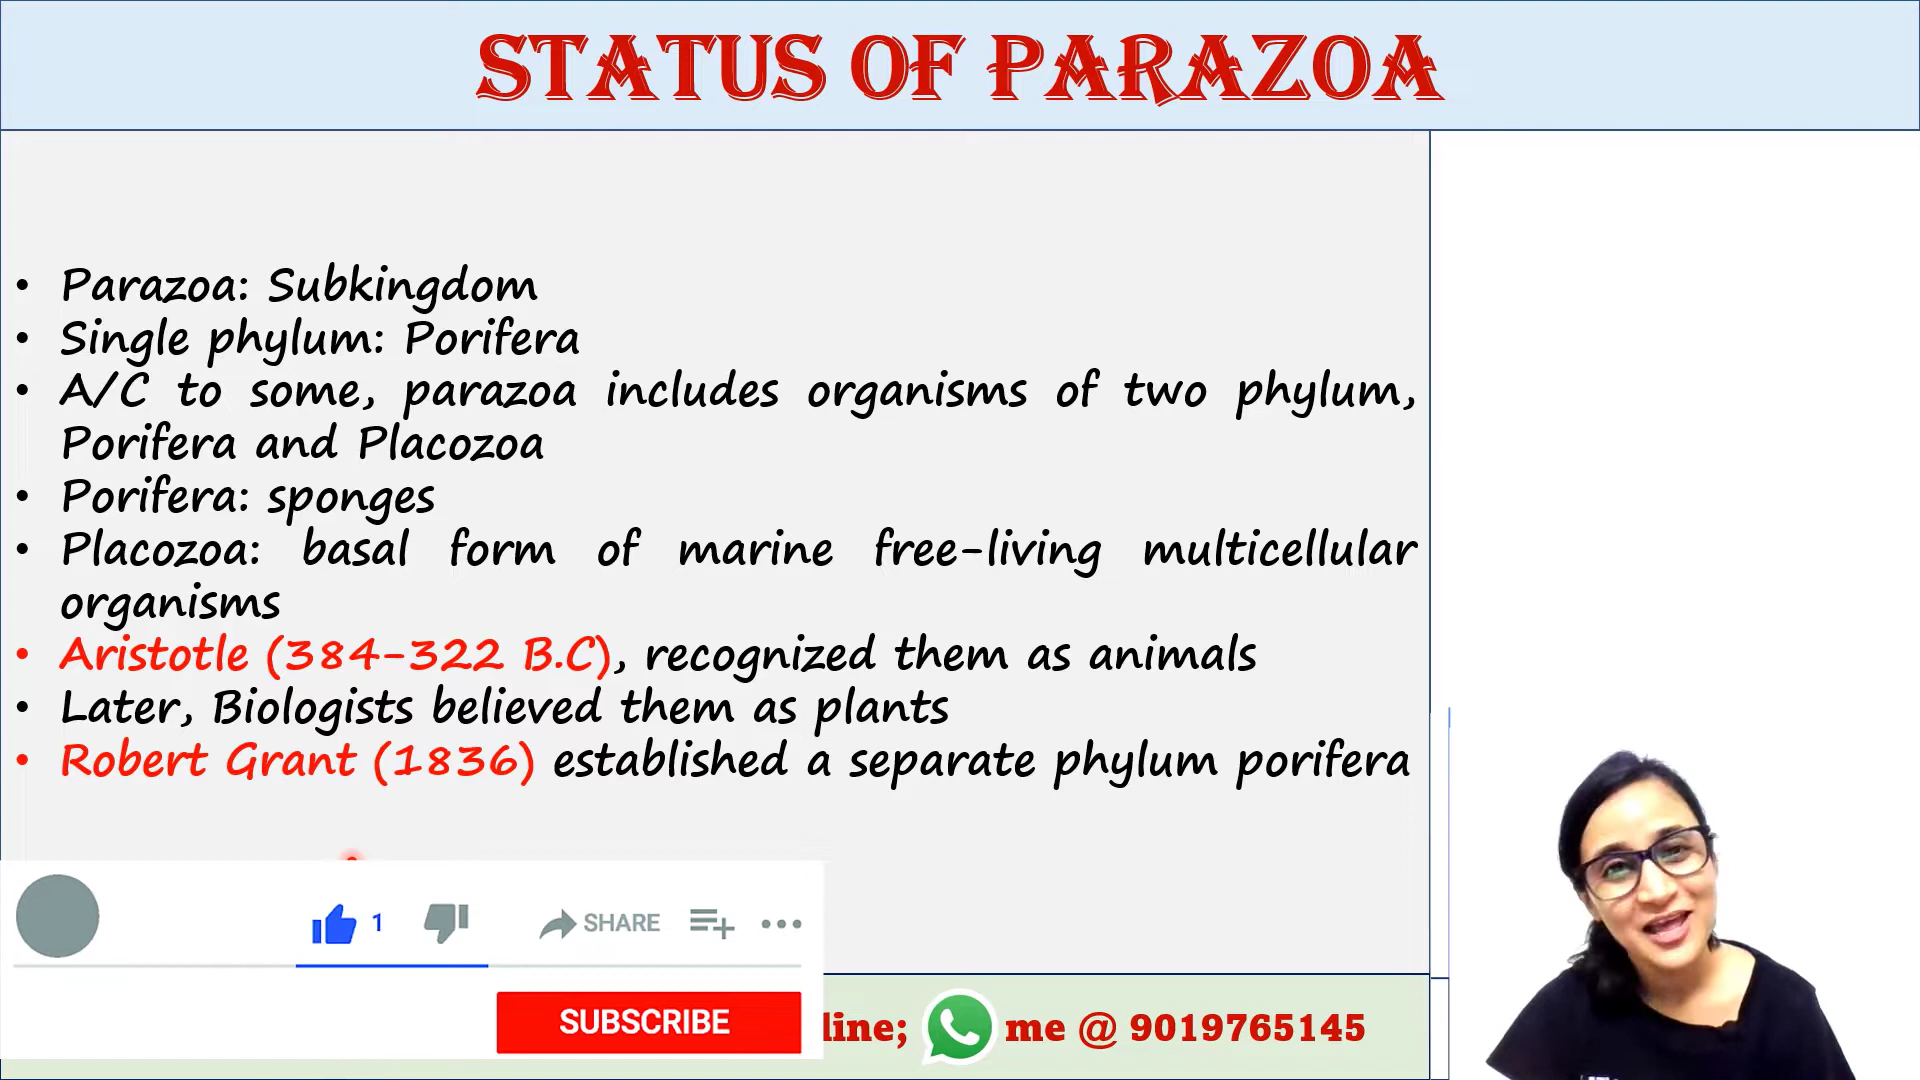 STATUS OF PARAZOA
• Parazoa: Subkingdom
• Single phylum: Porifera
• A/C to some, parazoa includes organisms of two phylum,
Porifera and Placozoa
• Porifera: sponges
• Placozoa: basal form of marine free-living multicellular
organisms
• Aristotle (384-322 B.C), recognized them as animals
• Later, Biologists believed them as plants
• Robert Grant (1836) established a separate phylum porifera
1 SHARE
SUBSCRIBE
line; me @ 9019765145